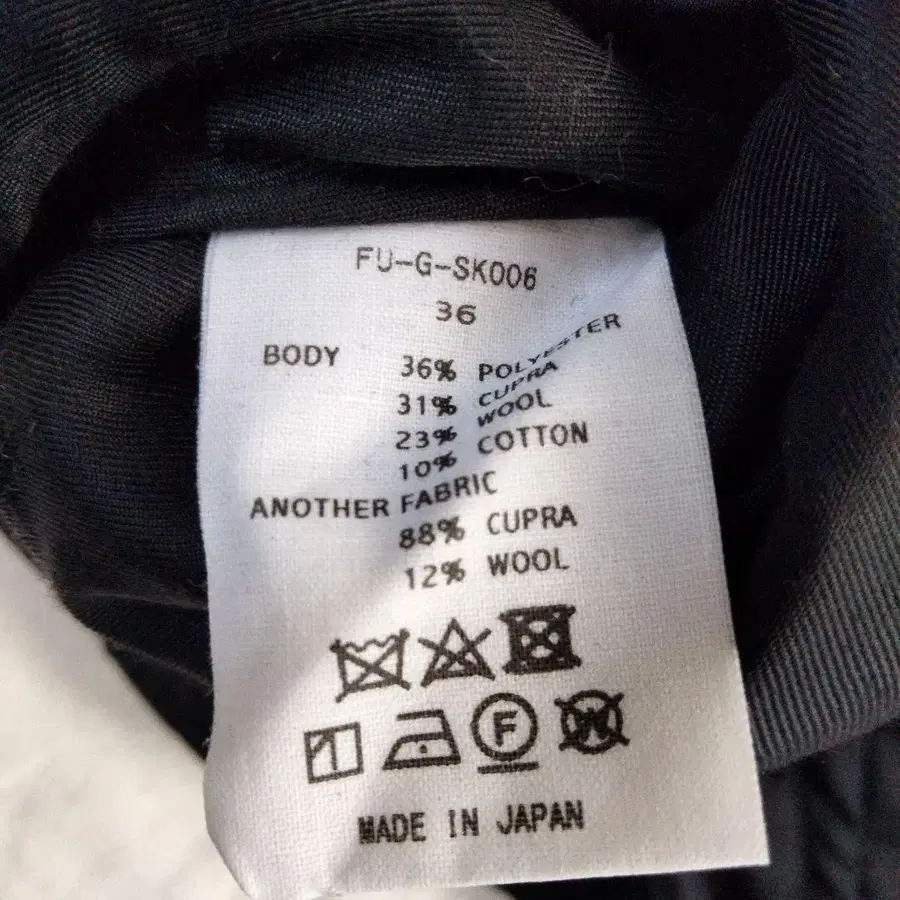 FU-G-SK006
36
BODY 36% POLYESTER
31% CUPRA
23% WOOL
10% COTTON
ANOTHER FABRIC
88% CUPRA
12% WOOL
F W
MADE IN JAPAN